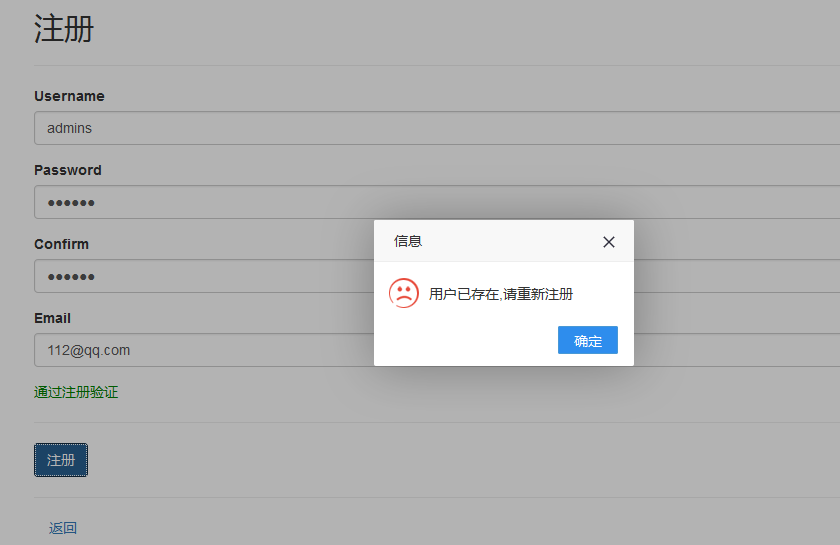 注册
Username
admins
Password
••••••
Confirm
••••••
Email
112@qq.com
通过注册验证
注册
返回
信息
用户已存在,请重新注册
确定